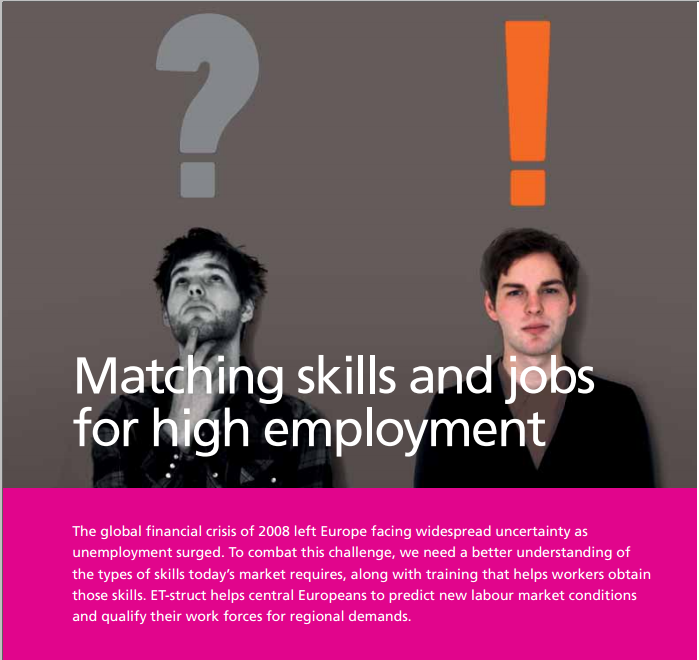 ?
!
Matching skills and jobs
for high employment
The global financial crisis of 2008 left Europe facing widespread uncertainty as
unemployment surged. To combat this challenge, we need a better understanding of
the types of skills today's market requires, along with training that helps workers obtain
those skills. ET-struct helps central Europeans to predict new labour market conditions
and qualify their work forces for regional demands.